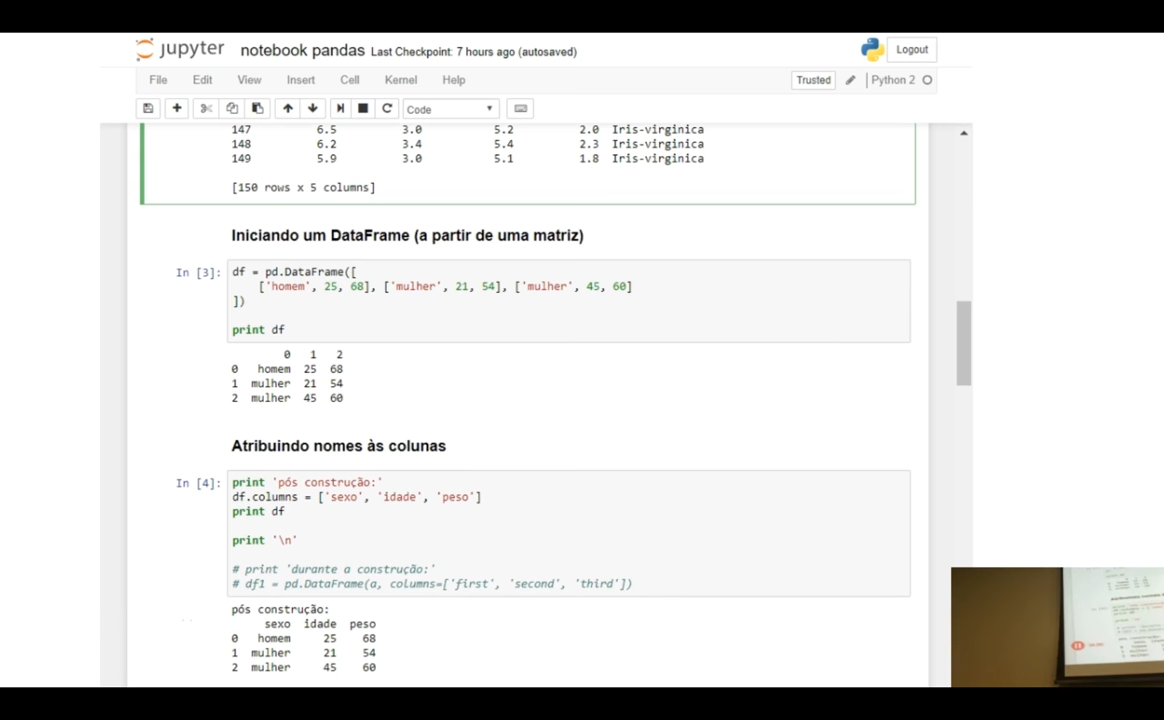 jupyter notebook pandas Last Checkpoint: 7 hours ago (autosaved) Logout
File Edit View Insert Cell Kernel Help Trusted Python 2
Code
147 6.5 3.0 5.2 2.0 Iris-virginica
148 6.2 3.4 5.4 2.3 Iris-virginica
149 5.9 3.0 5.1 1.8 Iris-virginica
[150 rows x 5 columns]
Iniciando um DataFrame (a partir de uma matriz)
In [3]: df = pd.DataFrame([
['homem', 25, 68], ['mulher', 21, 54], ['mulher', 45, 60]
])
print df
0 1 2
0 homem 25 68
1 mulher 21 54
2 mulher 45 60
Atribuindo nomes às colunas
In [4]: print 'pós construção:'
df.columns = ['sexo', 'idade', 'peso']
print df
print '\n'
# print 'durante a construção:'
# df1 = pd.DataFrame(a, columns=['first', 'second', 'third'])
pós construção:
sexo idade peso
0 homem 25 68
1 mulher 21 54
2 mulher 45 60